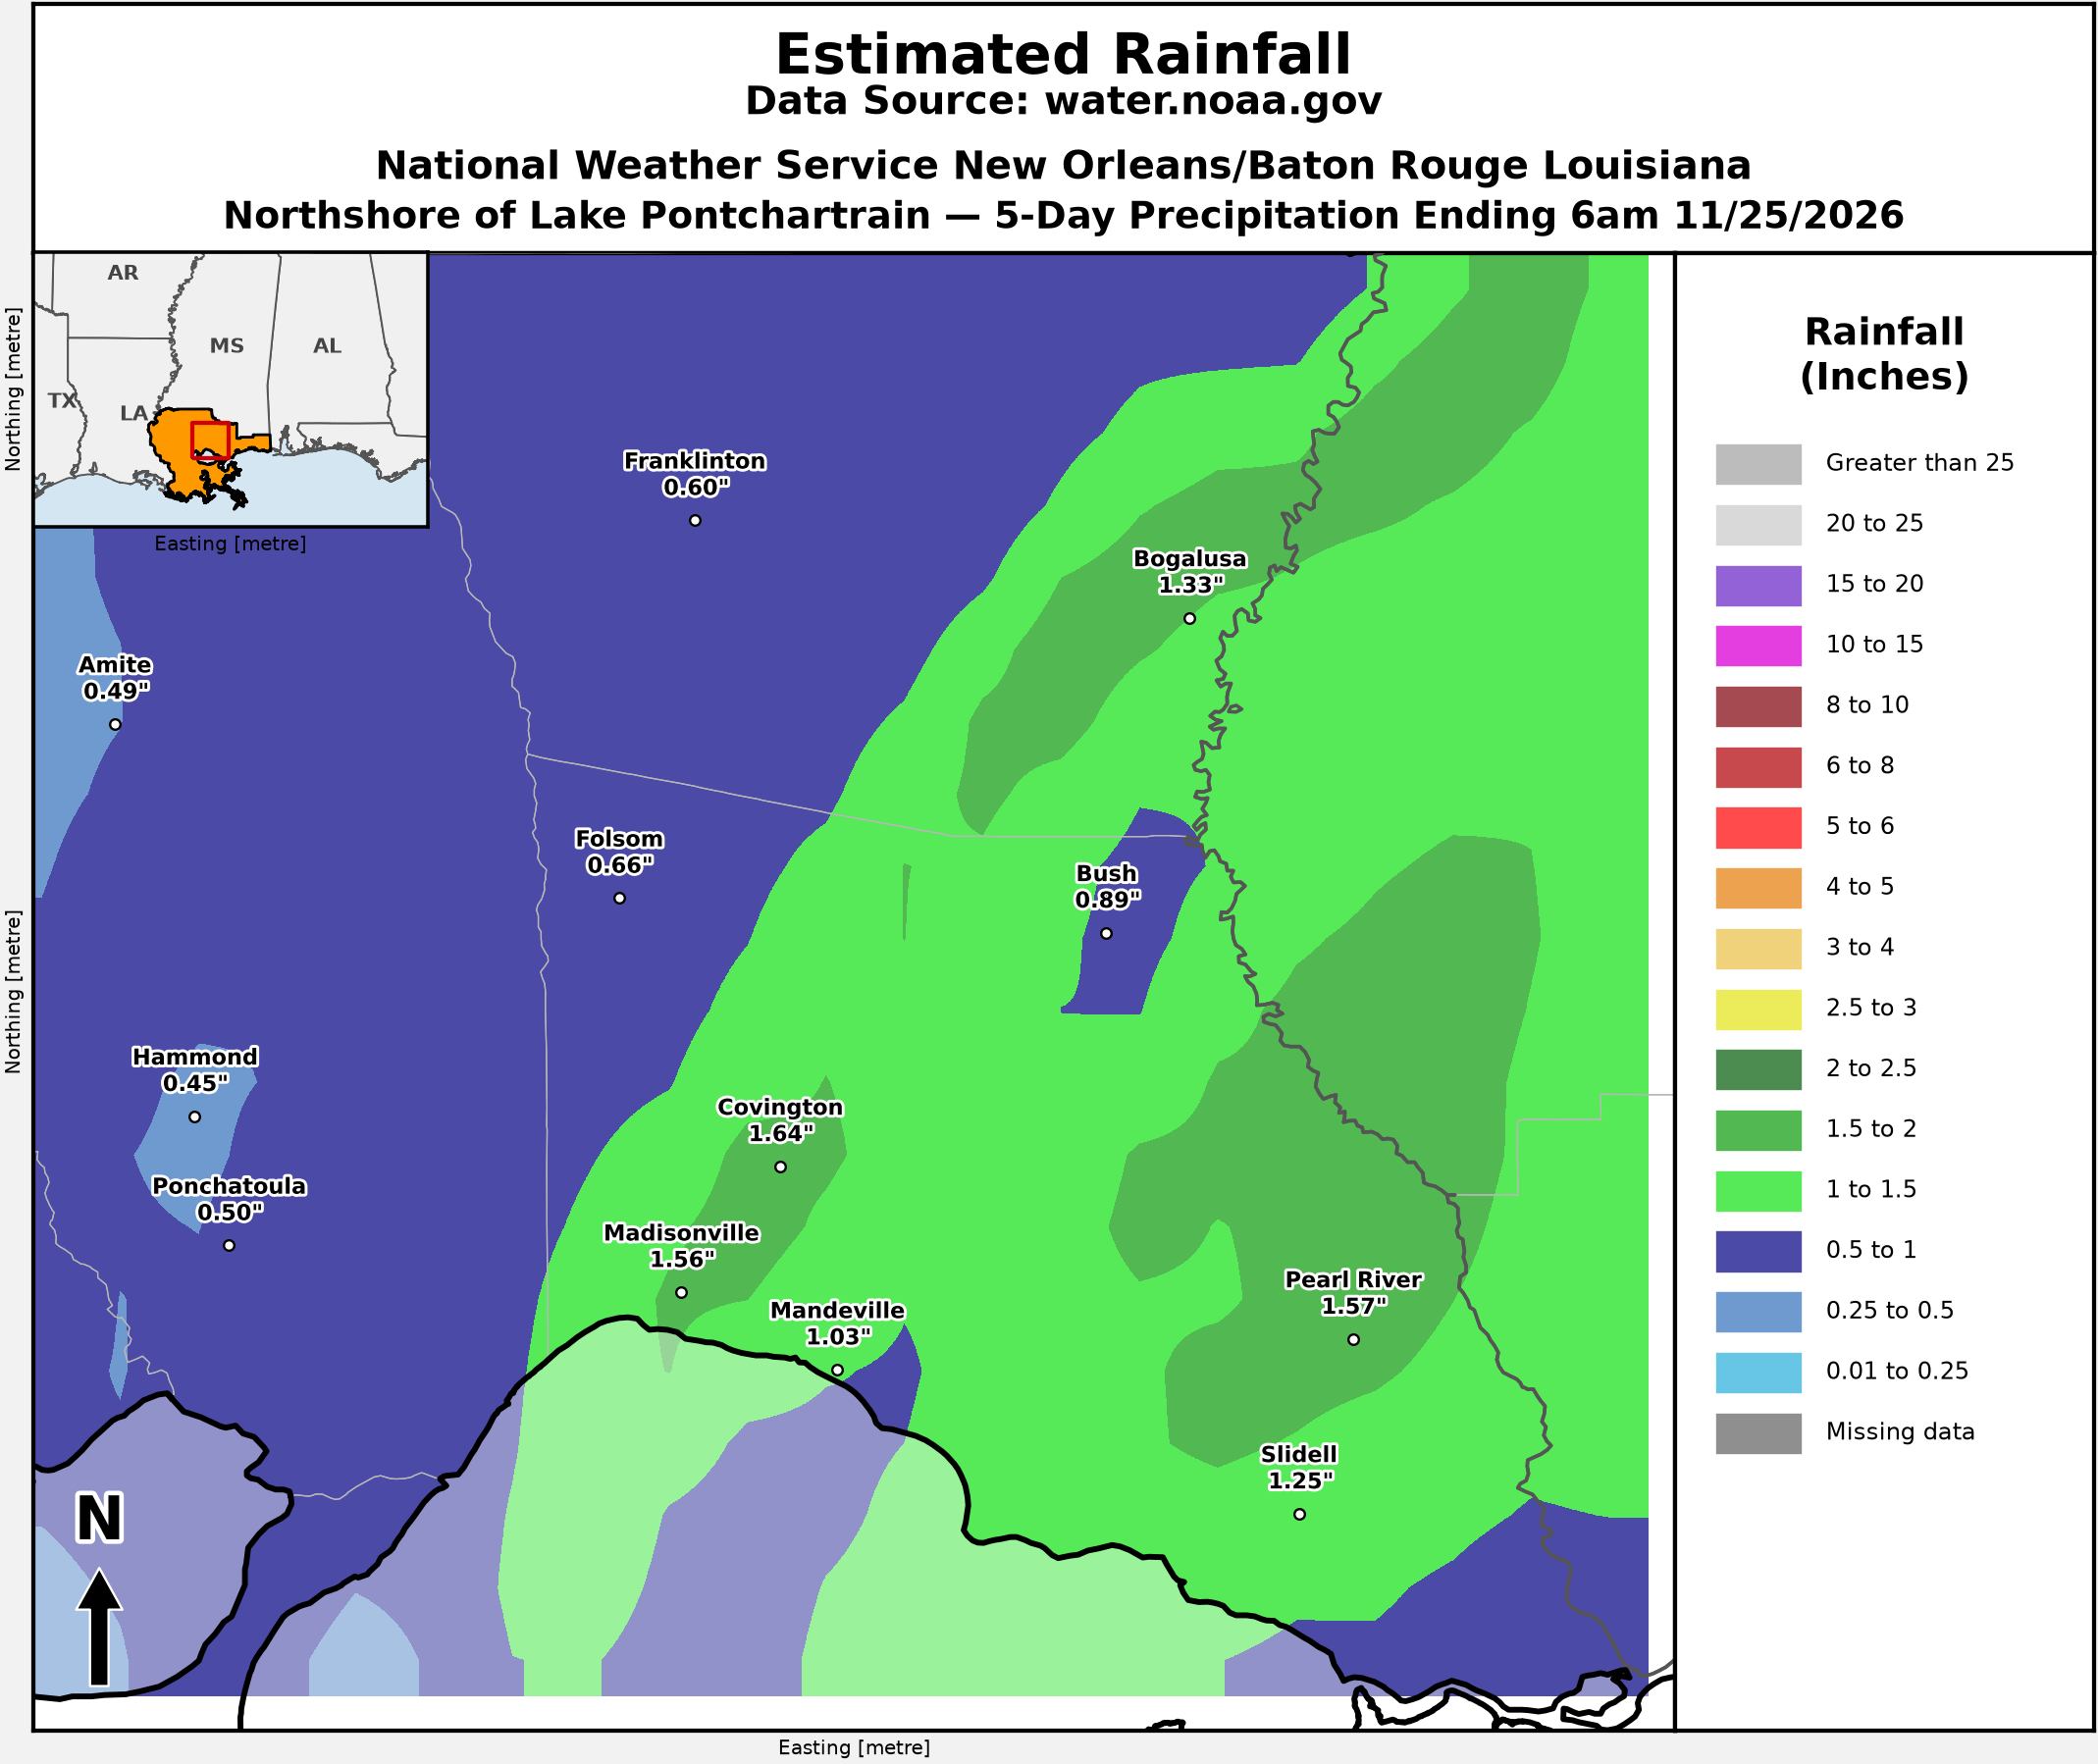 Estimated Rainfall
Data Source: water.noaa.gov
National Weather Service New Orleans/Baton Rouge Louisiana
Northshore of Lake Pontchartrain — 5-Day Precipitation Ending 6am 11/25/2026
AR
MS
AL
TX
LA
Northing [metre]
Easting [metre]
Franklinton
0.60"
Bogalusa
1.33"
Amite
0.49"
Folsom
0.66"
Bush
0.89"
Northing [metre]
Hammond
0.45"
Covington
1.64"
Ponchatoula
0.50"
Madisonville
1.56"
Pearl River
1.57"
Mandeville
1.03"
Slidell
1.25"
N
Easting [metre]
Rainfall
(Inches)
Greater than 25
20 to 25
15 to 20
10 to 15
8 to 10
6 to 8
5 to 6
4 to 5
3 to 4
2.5 to 3
2 to 2.5
1.5 to 2
1 to 1.5
0.5 to 1
0.25 to 0.5
0.01 to 0.25
Missing data